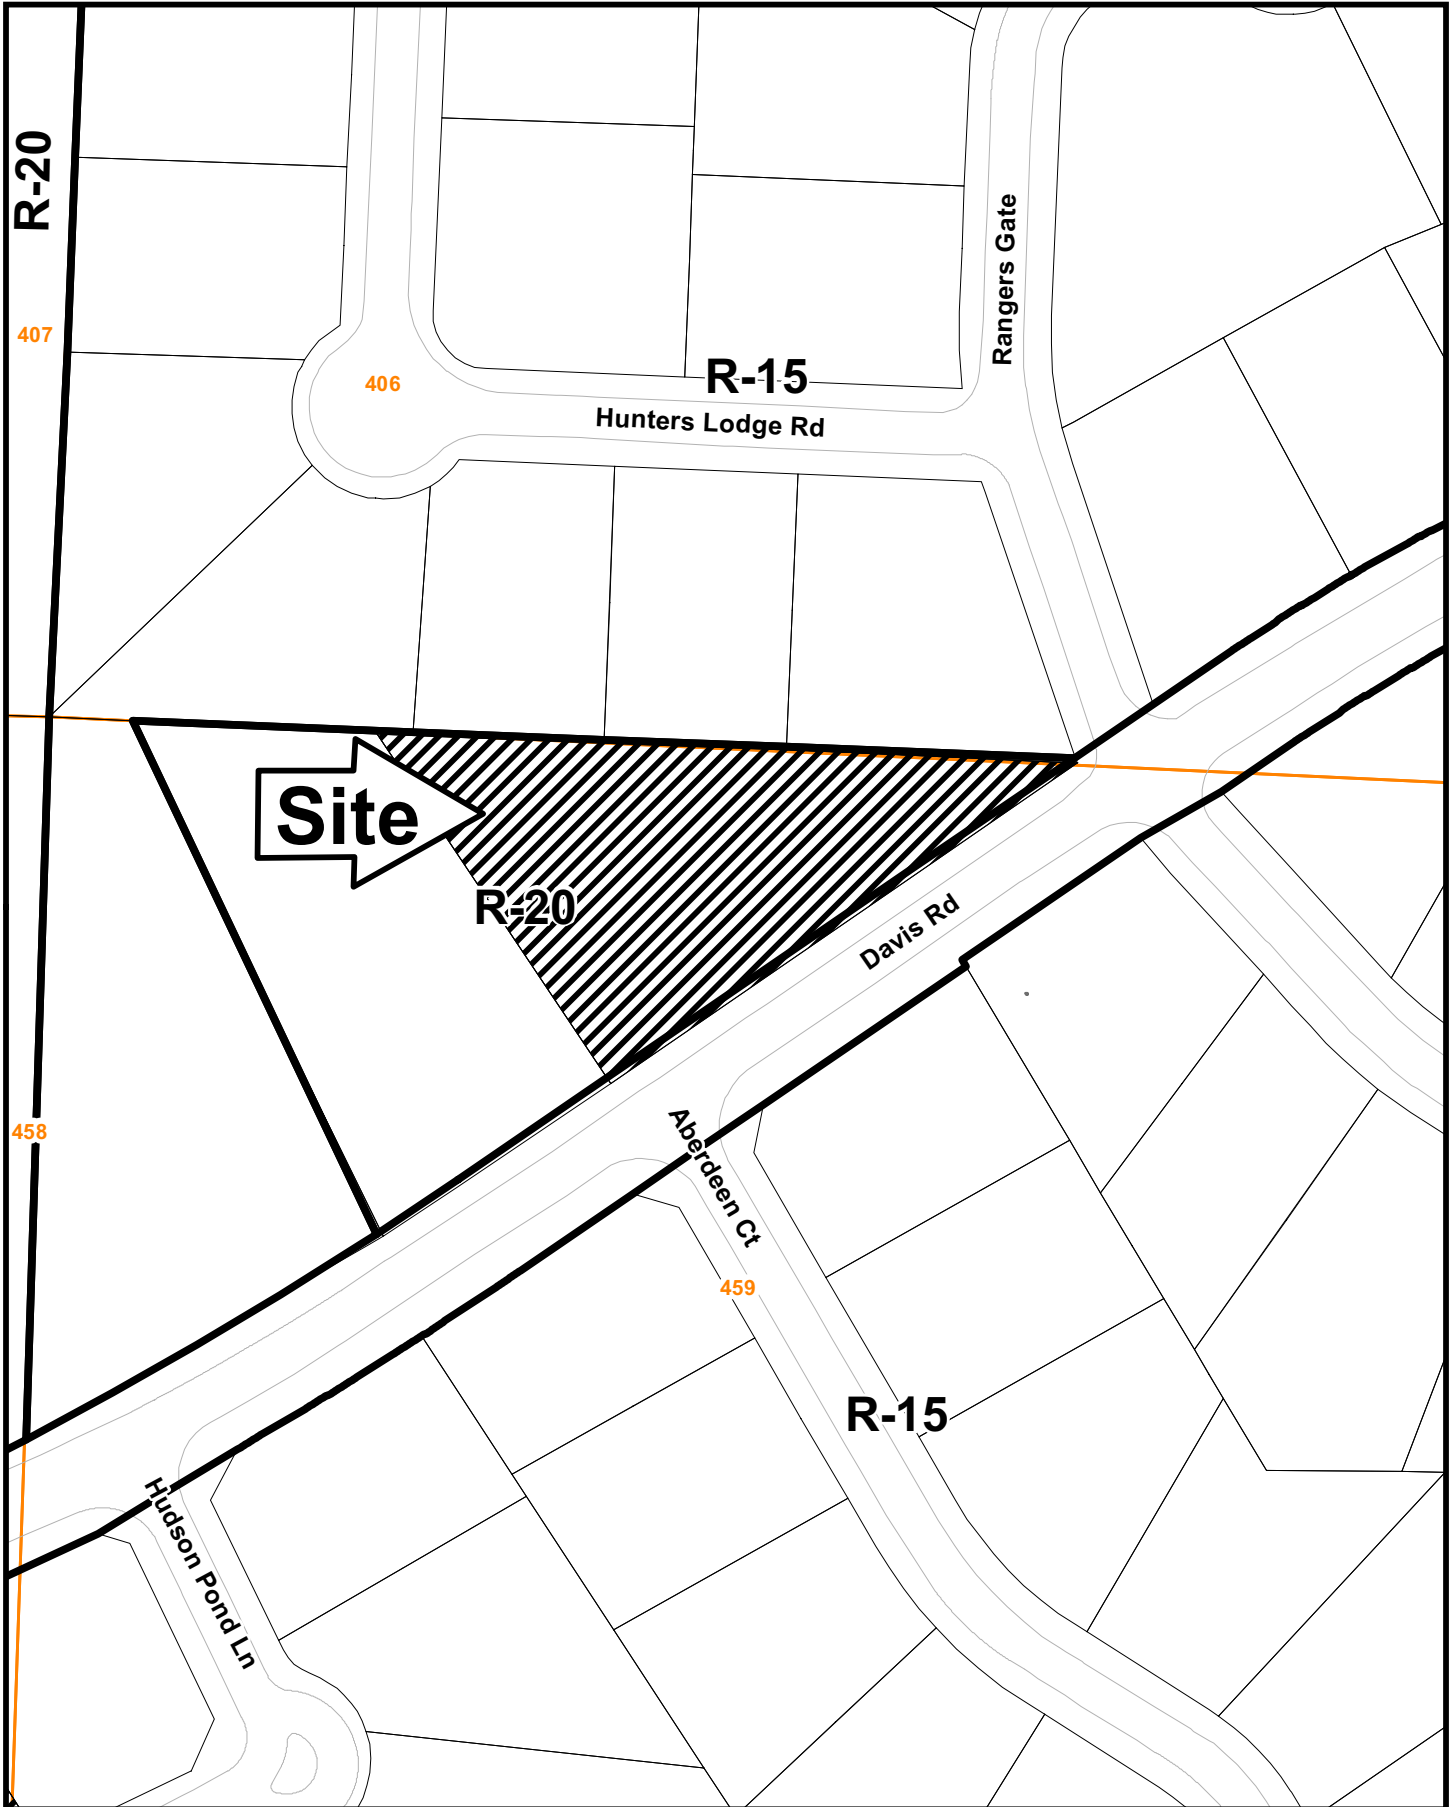 R-20
Rangers Gate
407
406
R-15
Hunters Lodge Rd
Site
R-20
Davis Rd
458
Aberdeen Ct
459
R-15
Hudson Pond Ln